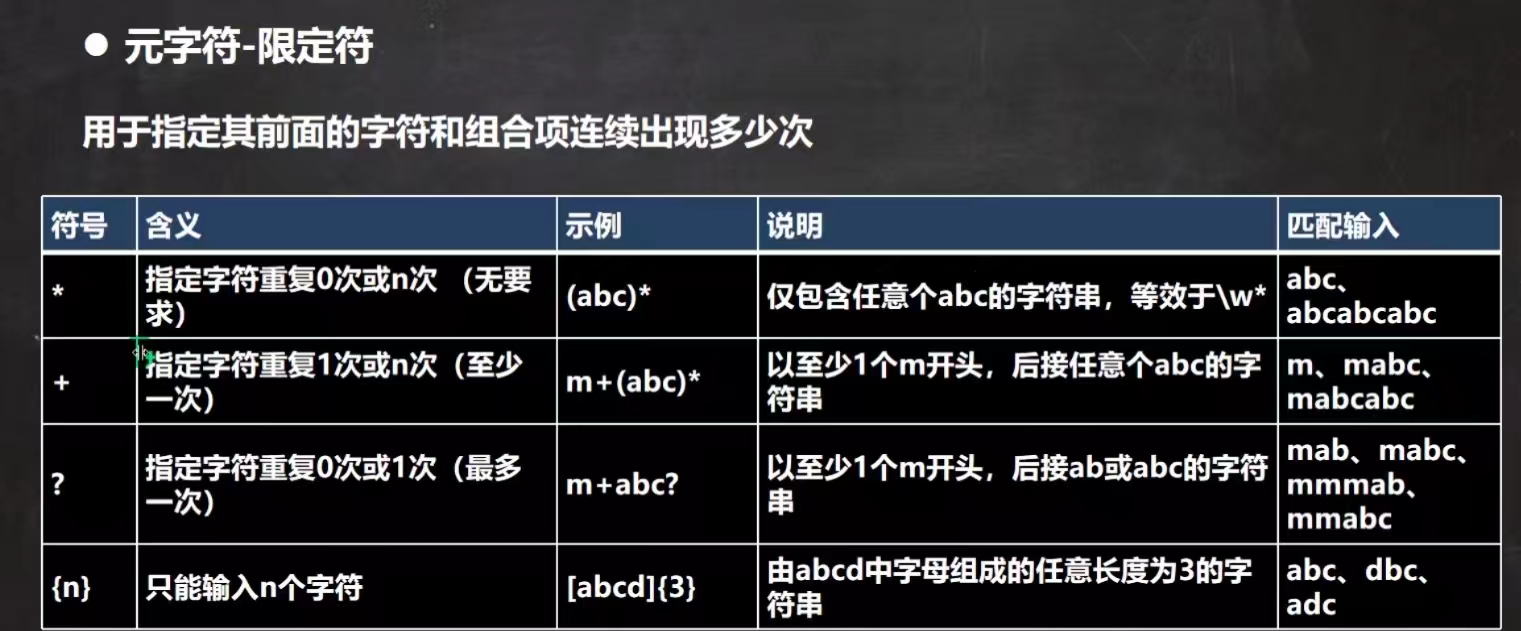 ● 元字符-限定符
用于指定其前面的字符和组合项连续出现多少次
符号 含义 示例 说明 匹配输入
* 指定字符重复0次或n次 （无要
求） (abc)* 仅包含任意个abc的字符串，等效于\w* abc、
abcabcabc
+ 指定字符重复1次或n次（至少
一次） m+(abc)* 以至少1个m开头，后接任意个abc的字
符串 m、mabc、
mabcabc
? 指定字符重复0次或1次（最多
一次） m+abc? 以至少1个m开头，后接ab或abc的字符
串 mab、mabc、
mmmab、
mmabc
{n} 只能输入n个字符 [abcd]{3} 由abcd中字母组成的任意长度为3的字
符串 abc、dbc、
adc